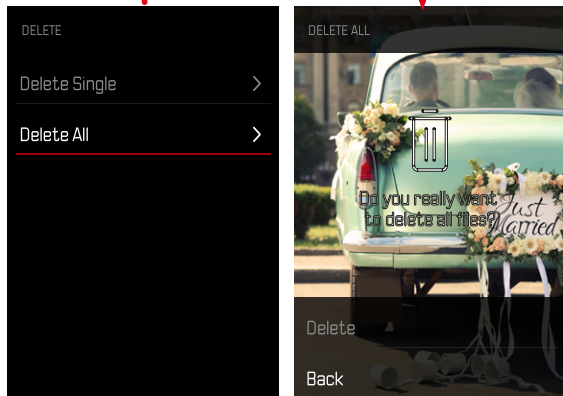 DELETE
Delete Single
Delete All
DELETE ALL
Do you really want
to delete all files?
Just
Married
Delete
Back